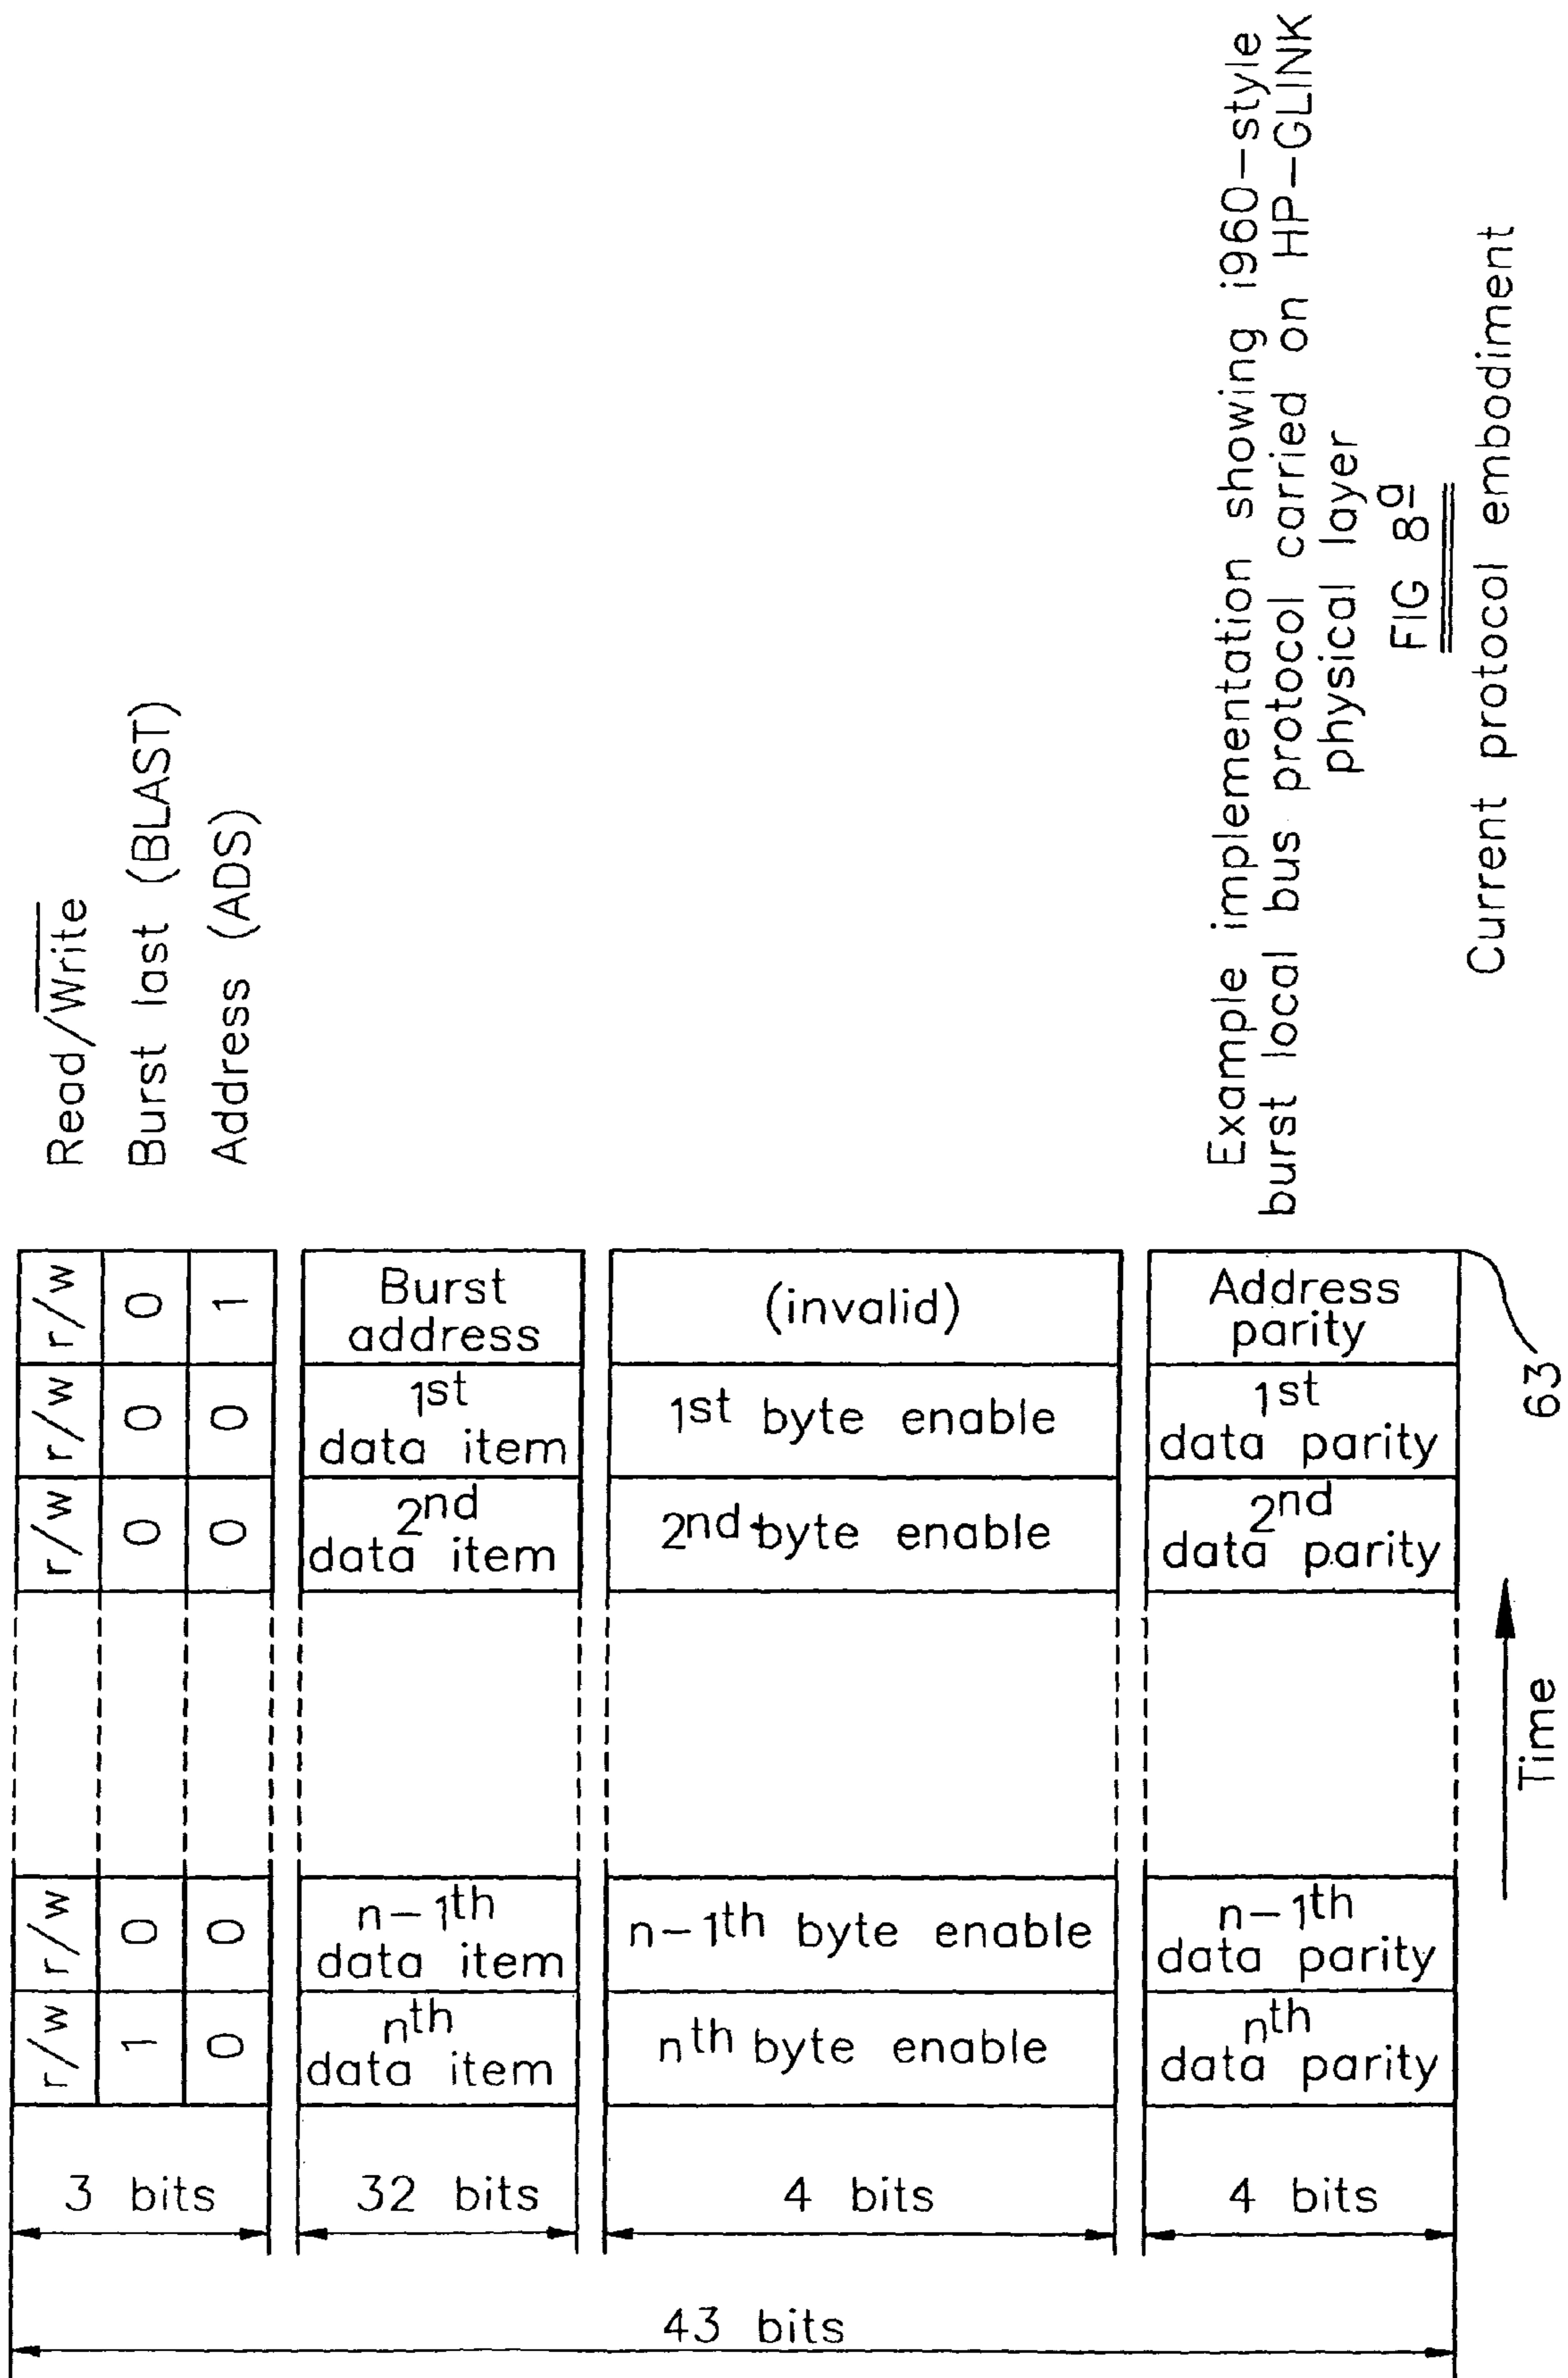 Read/Write
Burst last (BLAST)
Address (ADS)
r/w
0
1
Burst
address
(invalid)
Address
parity
r/w
0
0
1st
data item
1st byte enable
1st
data parity
r/w
0
0
2nd
data item
2nd byte enable
2nd
data parity
r/w
0
0
n-1th
data item
n-1th byte enable
n-1th
data parity
r/w
1
0
nth
data item
nth byte enable
nth
data parity
3 bits
32 bits
4 bits
4 bits
43 bits
63
Time
Example implementation showing i960-style
burst local bus protocol carried on HP-GLINK
physical layer
FIG 8a
Current protocol embodiment